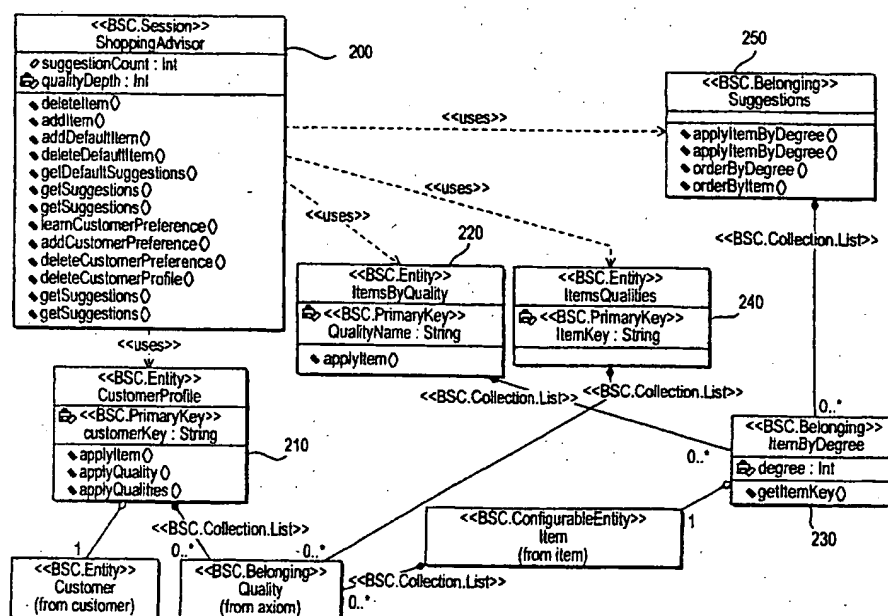 <<BSC.Session>>
ShoppingAdvisor
suggestionCount : Int
qualityDepth : Int
deleteItem()
addItem()
addDefaultItem()
deleteDefaultItem()
getDefaultSuggestions()
getSuggestions()
getSuggestions()
learnCustomerPreference()
addCustomerPreference()
deleteCustomerPreference()
deleteCustomerProfile()
getSuggestions()
getSuggestions()
200
<<uses>>
<<uses>>
<<uses>>
<<uses>>
250
<<BSC.Belonging>>
Suggestions
applyItemByDegree()
applyItemByDegree()
orderByDegree()
orderByItem()
<<BSC.Collection.List>>
220
<<BSC.Entity>>
ItemsByQuality
<<BSC.PrimaryKey>>
QualityName : String
applyItem()
<<BSC.Entity>>
ItemsQualities
<<BSC.PrimaryKey>>
ItemKey : String
240
<<BSC.Collection.List>>
<<BSC.Collection.List>>
<<BSC.Entity>>
CustomerProfile
<<BSC.PrimaryKey>>
customerKey : String
applyItem()
applyQuality()
applyQualities()
210
0..*
0..*
<<BSC.Belonging>>
ItemByDegree
degree : Int
getItemKey()
230
<<BSC.ConfigurableEntity>>
Item
(from item)
1
<<BSC.Collection.List>>
1
0..*
0..*
<<BSC.Entity>>
Customer
(from customer)
<<BSC.Belonging>>
Quality
(from axiom)
<<BSC.Collection.List>>
0..*